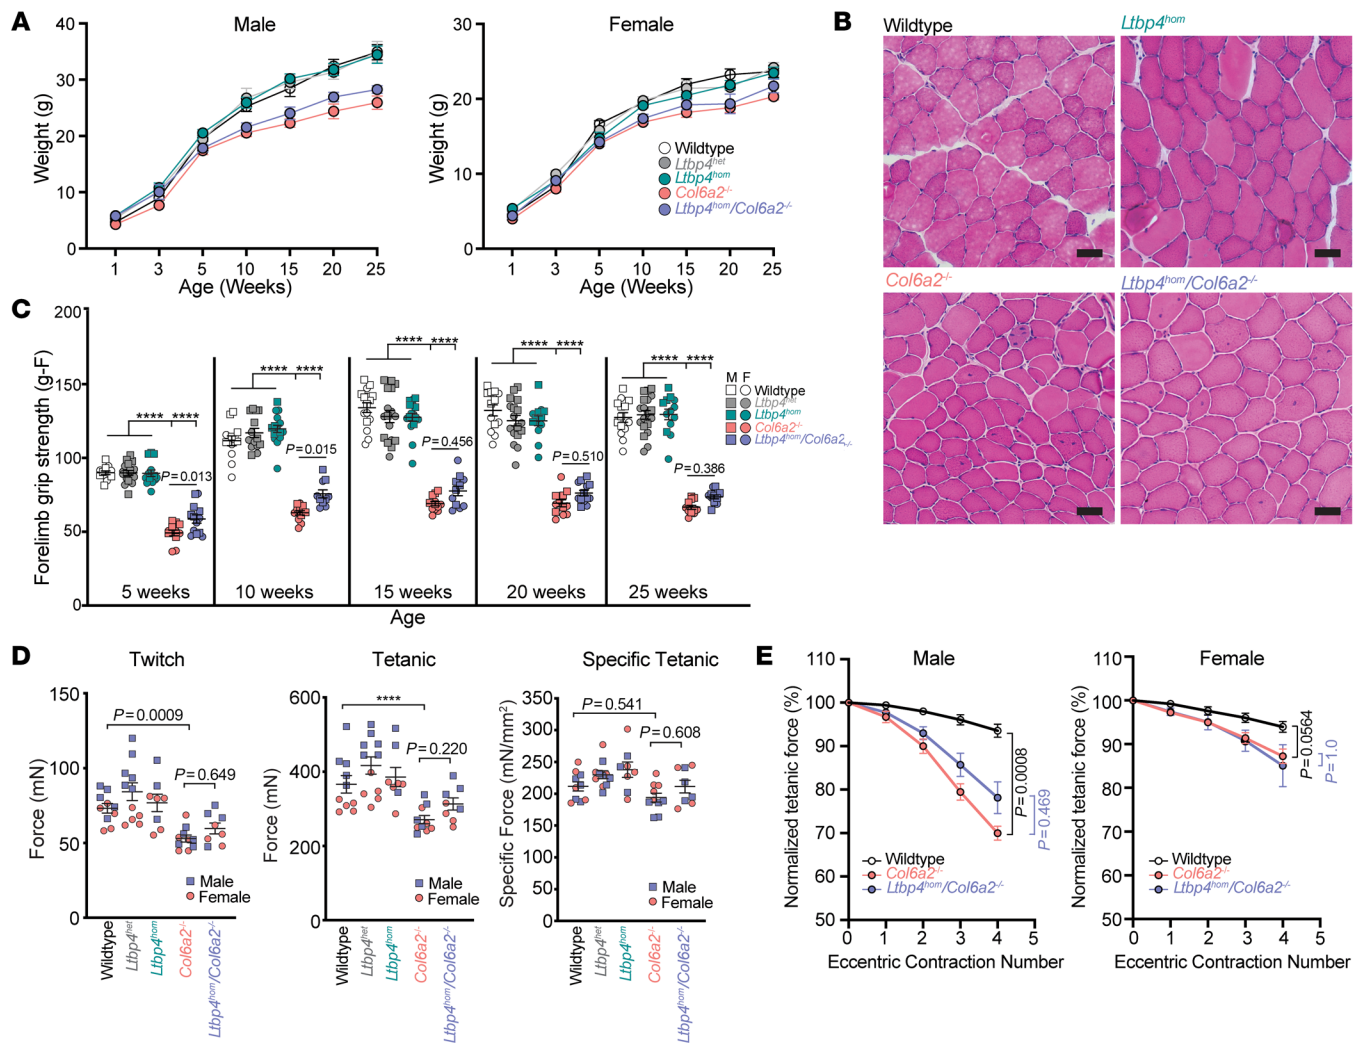 A
Male
40
30
20
10
0
Weight (g)
1 3 5 10 15 20 25
Age (Weeks)
Female
30
20
10
0
Weight (g)
1 3 5 10 15 20 25
Age (Weeks)
Wildtype
Ltbp4het
Ltbp4hom
Col6a2-/-
Ltbp4hom/Col6a2-/-
B
Wildtype
Ltbp4hom
Col6a2-/-
Ltbp4hom/Col6a2-/-
C
200
150
100
50
0
Forelimb grip strength (g-F)
**** ****
P=0.013
5 weeks
**** ****
P=0.015
10 weeks
**** ****
P=0.456
15 weeks
**** ****
P=0.510
20 weeks
**** ****
P=0.386
25 weeks
Age
M F
Wildtype
Ltbp4het
Ltbp4hom
Col6a2-/-
Ltbp4hom/Col6a2-/-
D
Twitch
150
100
50
0
Force (mN)
P=0.0009
P=0.649
Male
Female
Wildtype
Ltbp4het
Ltbp4hom
Col6a2-/-
Ltbp4hom/Col6a2-/-
Tetanic
600
400
200
0
Force (mN)
****
P=0.220
Male
Female
Wildtype
Ltbp4het
Ltbp4hom
Col6a2-/-
Ltbp4hom/Col6a2-/-
Specific Tetanic
350
300
250
200
150
100
50
0
Specific Force (mN/mm2)
P=0.541
P=0.608
Male
Female
Wildtype
Ltbp4het
Ltbp4hom
Col6a2-/-
Ltbp4hom/Col6a2-/-
E
Male
110
100
90
80
70
60
50
Normalized tetanic force (%)
P=0.0008
P=0.469
Wildtype
Col6a2-/-
Ltbp4hom/Col6a2-/-
0 1 2 3 4 5
Eccentric Contraction Number
Female
110
100
90
80
70
60
50
Normalized tetanic force (%)
P=0.0564
P=1.0
Wildtype
Col6a2-/-
Ltbp4hom/Col6a2-/-
0 1 2 3 4 5
Eccentric Contraction Number